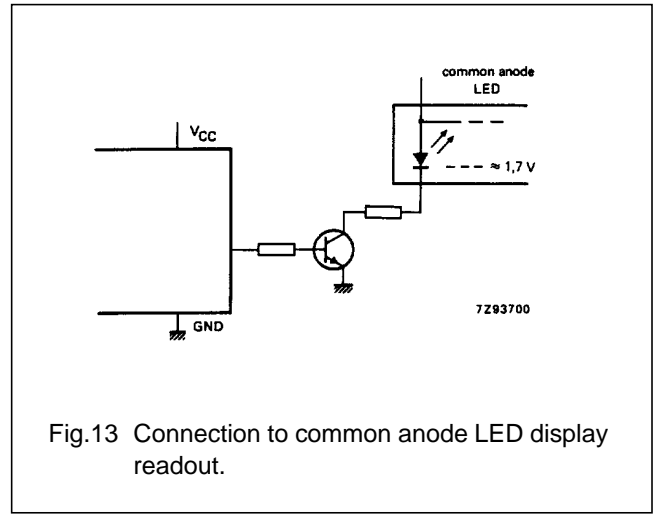 common anode
LED
V_CC
≈ 1,7 V
GND
7Z93700
Fig.13 Connection to common anode LED display
readout.